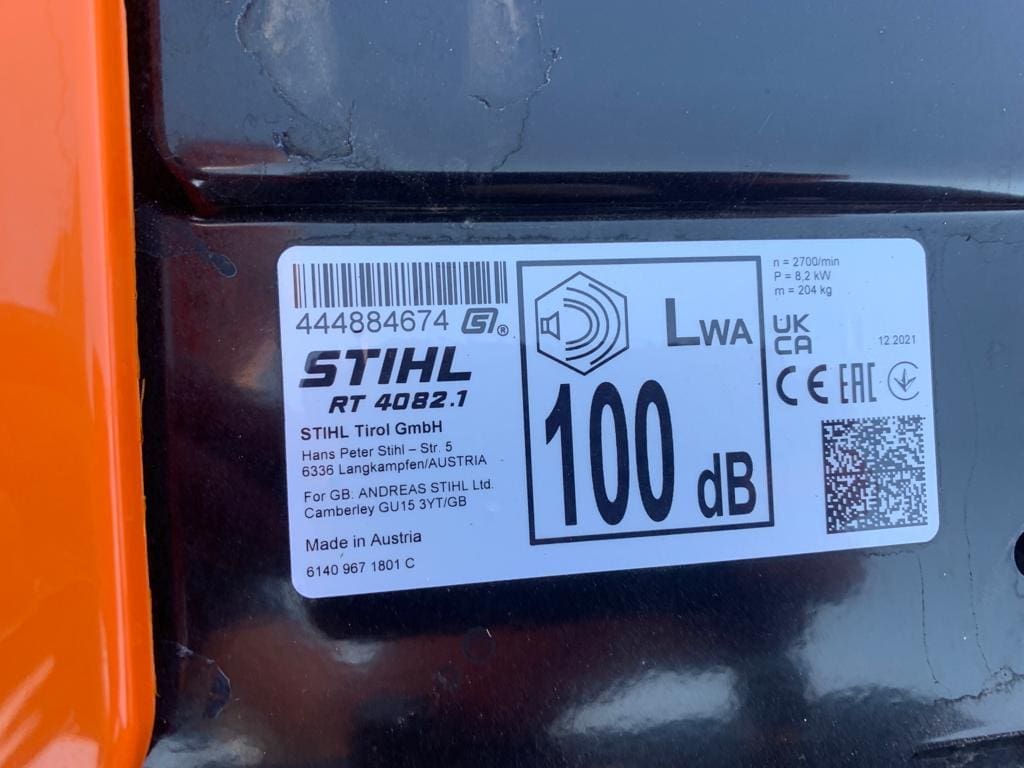 444884674
®
STIHL
RT 4082.1
STIHL Tirol GmbH
Hans Peter Stihl – Str. 5
6336 Langkampfen/AUSTRIA
For GB: ANDREAS STIHL Ltd.
Camberley GU15 3YT/GB
Made in Austria
6140 967 1801 C
LWA
100 dB
n = 2700/min
P = 8,2 kW
m = 204 kg
UK
CA
12.2021
CE EAC